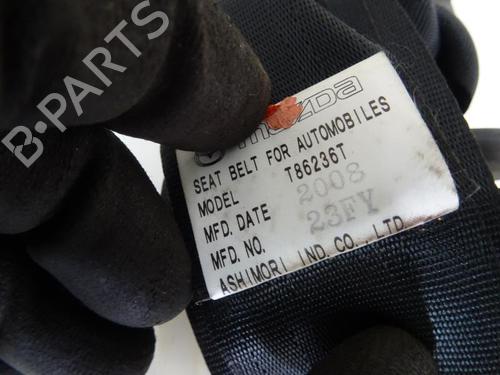 mazda
SEAT BELT FOR AUTOMOBILES
MODEL T86236T
MFD. DATE 2008
MFD. NO. 23FY
ASHIMORI IND. CO., LTD.
B-PARTS